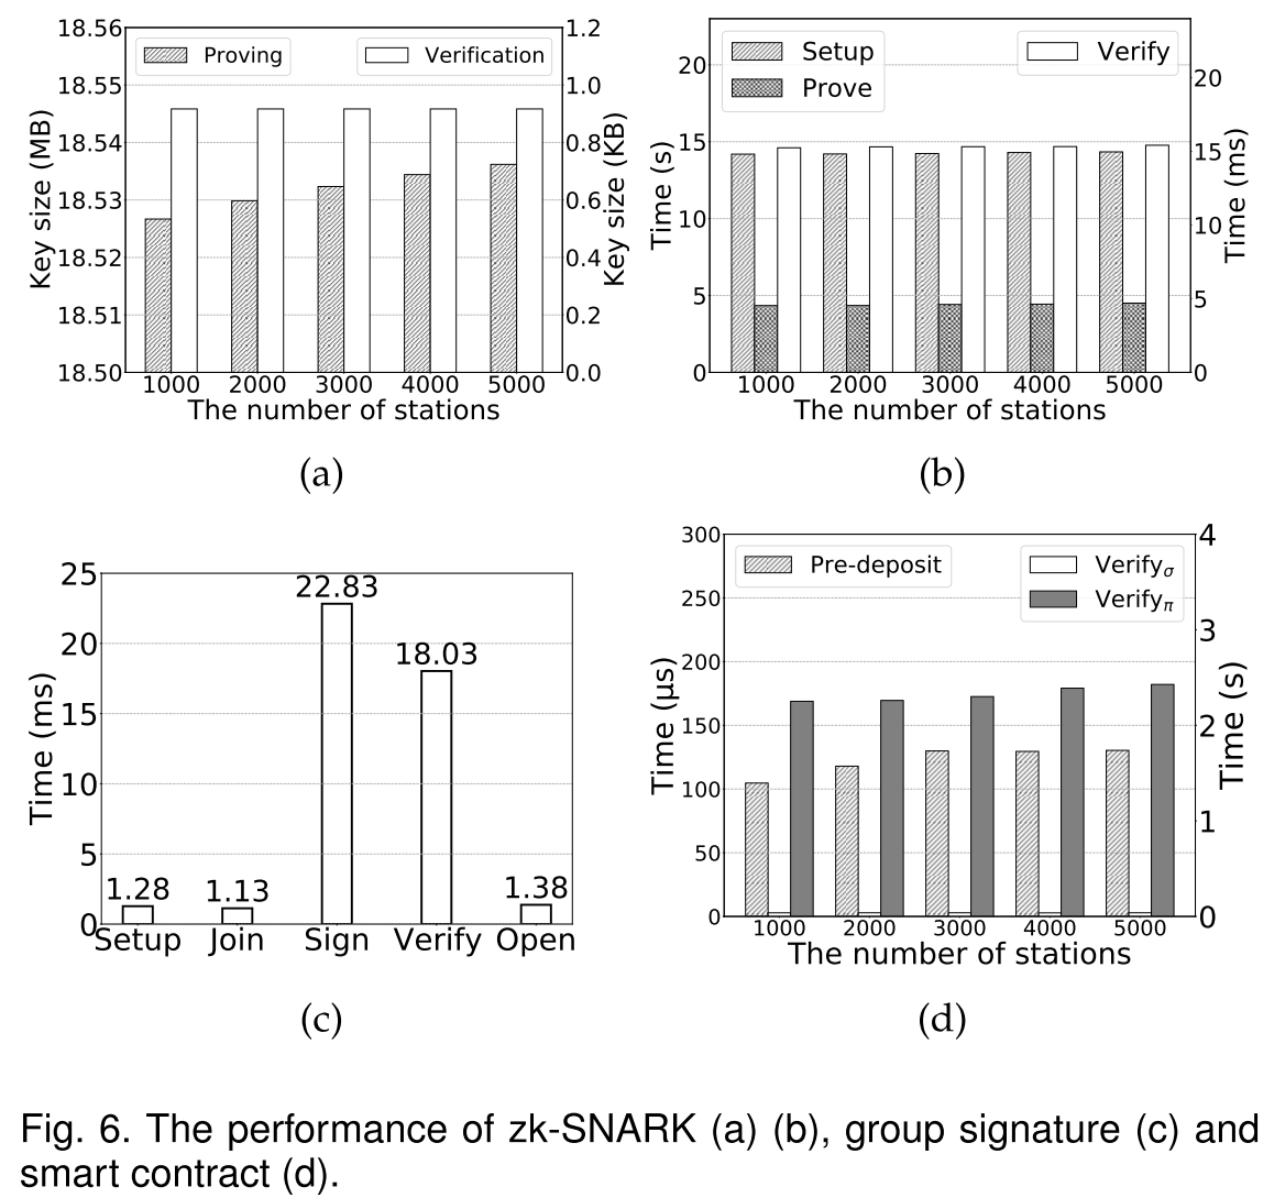 18.56
18.55
18.54
18.53
18.52
18.51
18.50
Key size (MB)
Proving
Verification
1.2
1.0
0.8
0.6
0.4
0.2
0.0
Key size (KB)
1000 2000 3000 4000 5000
The number of stations
(a)
20
15
10
5
0
Time (s)
Setup
Prove
Verify
20
15
10
5
0
Time (ms)
1000 2000 3000 4000 5000
The number of stations
(b)
25
20
15
10
5
0
Time (ms)
1.28
1.13
22.83
18.03
1.38
Setup Join Sign Verify Open
(c)
300
250
200
150
100
50
0
Time (μs)
Pre-deposit
Verifyσ
Verifyπ
4
3
2
1
0
Time (s)
1000 2000 3000 4000 5000
The number of stations
(d)
Fig. 6. The performance of zk-SNARK (a) (b), group signature (c) and
smart contract (d).